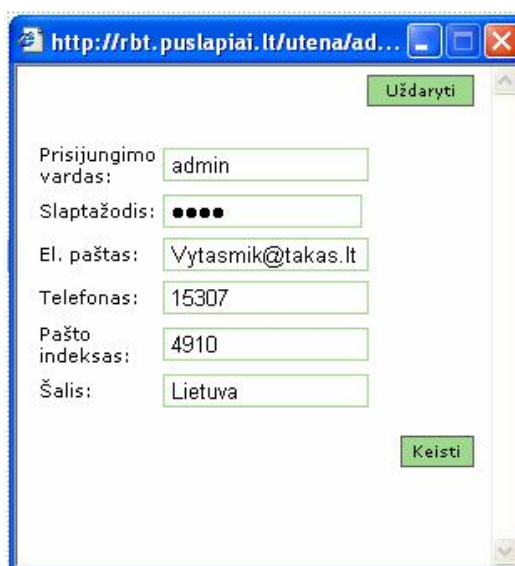 http://rbt.puslapiai.lt/utena/ad...
Uždaryti
Prisijungimo
vardas:
admin
Slaptažodis:
●●●●
El. paštas:
Vytasmik@takas.lt
Telefonas:
15307
Pašto
indeksas:
4910
Šalis:
Lietuva
Keisti